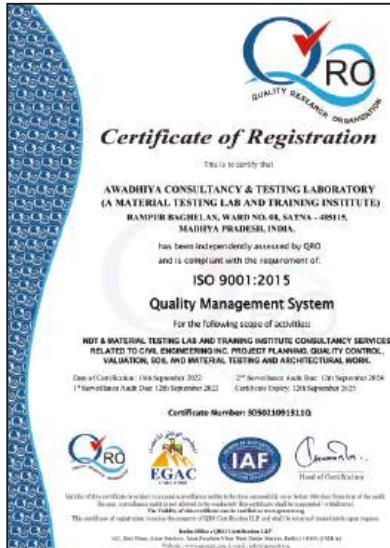 QRO
QUALITY RESEARCH ORGANIZATION
Certificate of Registration
This is to certify that
AWADHIYA CONSULTANCY & TESTING LABORATORY
(A MATERIAL TESTING LAB AND TRAINING INSTITUTE)
RAMPUR BAGHELAN, WARD NO. 08, SATNA - 485115,
MADHYA PRADESH, INDIA.
has been independently assessed by QRO
and is compliant with the requirement of:
ISO 9001:2015
Quality Management System
For the following scope of activities:
NDT & MATERIAL TESTING LAB AND TRAINING INSTITUTE CONSULTANCY SERVICES
RELATED TO CIVIL ENGINEERING INC. PROJECT PLANNING, QUALITY CONTROL,
VALUATION, SOIL AND MATERIAL TESTING AND ARCHITECTURAL WORK.
Date of Certification: 13th September 2022 2nd Surveillance Audit Due: 12th September 2024
1st Surveillance Audit Due: 12th September 2023 Certificate Expiry: 12th September 2025
Certificate Number:
QRO
EGAC
IAF
Head of Certification